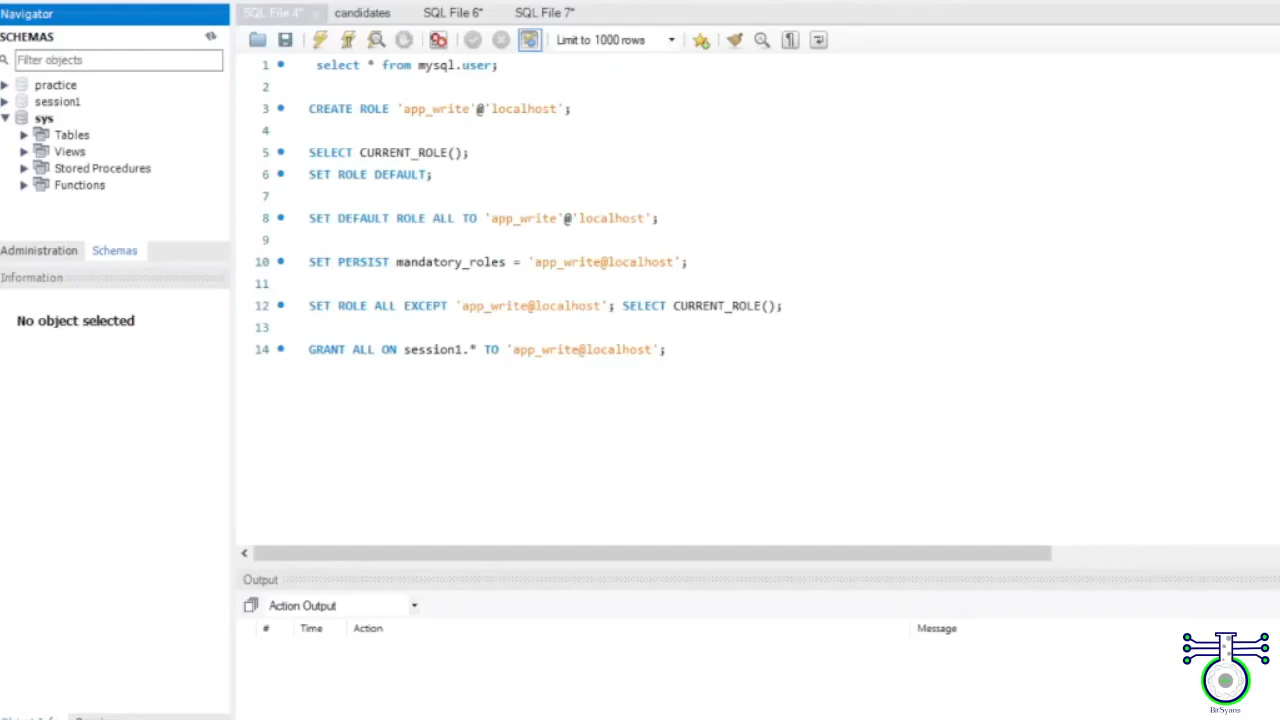 Navigator
SCHEMAS
Filter objects
practice
session1
sys
Tables
Views
Stored Procedures
Functions
Administration Schemas
Information
No object selected
SQL File 4* candidates SQL File 6* SQL File 7*
Limit to 1000 rows
1 select * from mysql.user;
2
3 CREATE ROLE 'app_write'@'localhost';
4
5 SELECT CURRENT_ROLE();
6 SET ROLE DEFAULT;
7
8 SET DEFAULT ROLE ALL TO 'app_write'@'localhost';
9
10 SET PERSIST mandatory_roles = 'app_write@localhost';
11
12 SET ROLE ALL EXCEPT 'app_write@localhost'; SELECT CURRENT_ROLE();
13
14 GRANT ALL ON session1.* TO 'app_write@localhost';
Output
Action Output
# Time Action Message
BitSyans